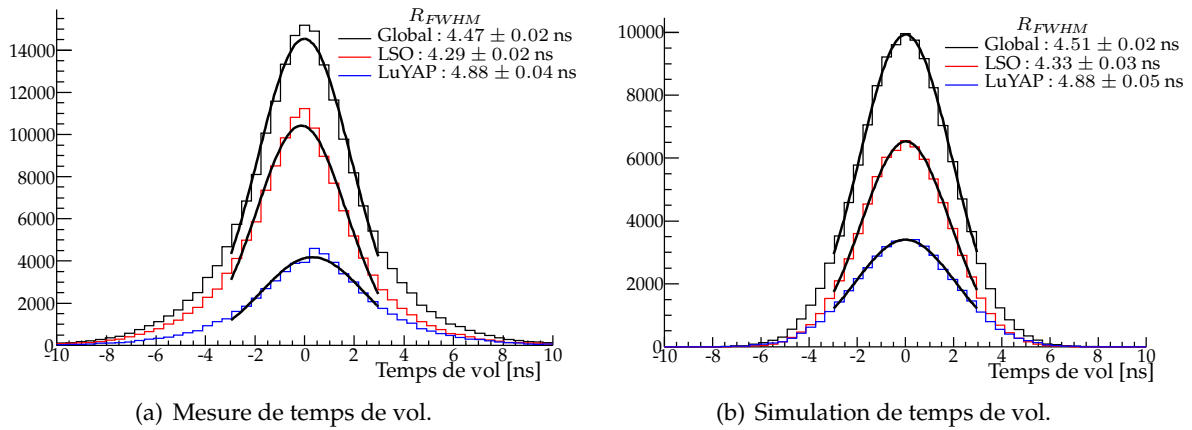 R_FWHM
Global : 4.47 ± 0.02 ns
LSO : 4.29 ± 0.02 ns
LuYAP : 4.88 ± 0.04 ns
14000
12000
10000
8000
6000
4000
2000
0
-10 -8 -6 -4 -2 0 2 4 6 8 10
Temps de vol [ns]
(a) Mesure de temps de vol.
R_FWHM
Global : 4.51 ± 0.02 ns
LSO : 4.33 ± 0.03 ns
LuYAP : 4.88 ± 0.05 ns
10000
8000
6000
4000
2000
0
-10 -8 -6 -4 -2 0 2 4 6 8 10
Temps de vol [ns]
(b) Simulation de temps de vol.